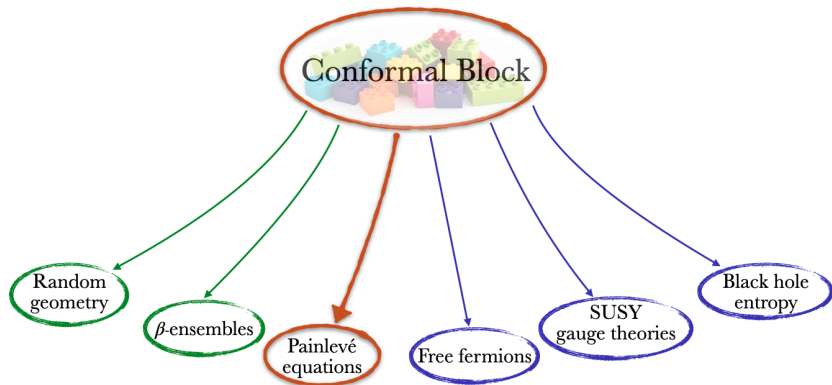 Conformal Block
Random
geometry
β-ensembles
Painlevé
equations
Free fermions
SUSY
gauge theories
Black hole
entropy